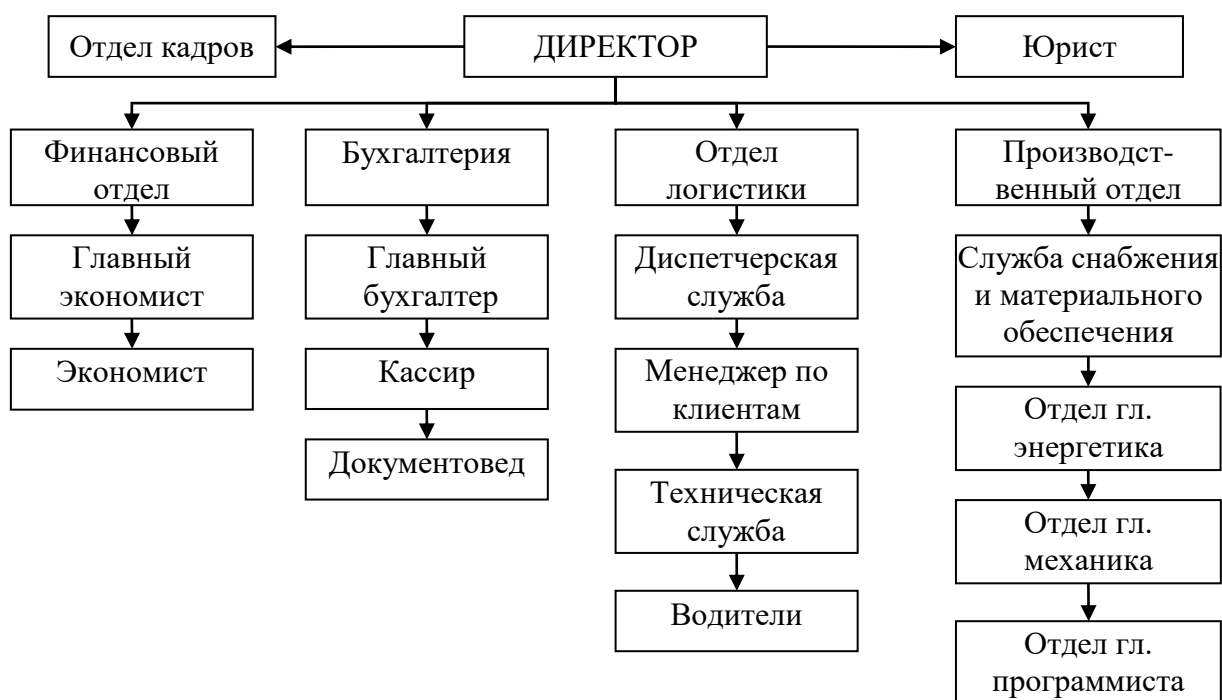 Отдел кадров
ДИРЕКТОР
Юрист
Финансовый
отдел
Главный
экономист
Экономист
Бухгалтерия
Главный
бухгалтер
Кассир
Документовед
Отдел
логистики
Диспетчерская
служба
Менеджер по
клиентам
Техническая
служба
Водители
Производст-
венный отдел
Служба снабжения
и материального
обеспечения
Отдел гл.
энергетика
Отдел гл.
механика
Отдел гл.
программиста